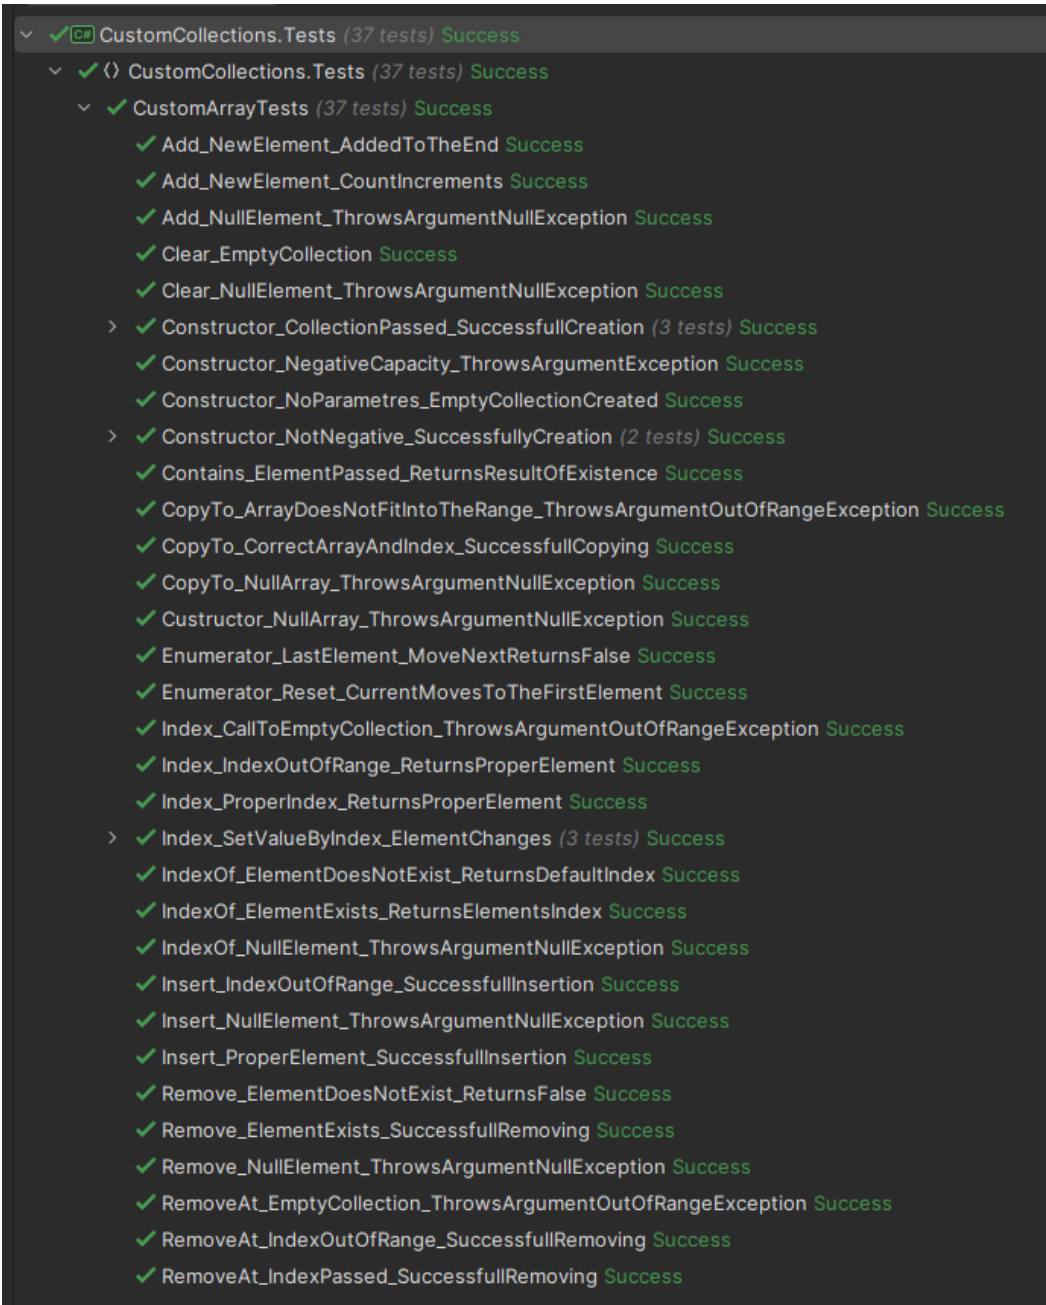 C# CustomCollections.Tests (37 tests) Success
CustomCollections.Tests (37 tests) Success
CustomArrayTests (37 tests) Success
Add_NewElement_AddedToTheEnd Success
Add_NewElement_CountIncrements Success
Add_NullElement_ThrowsArgumentNullException Success
Clear_EmptyCollection Success
Clear_NullElement_ThrowsArgumentNullException Success
Constructor_CollectionPassed_SuccessfullCreation (3 tests) Success
Constructor_NegativeCapacity_ThrowsArgumentException Success
Constructor_NoParametres_EmptyCollectionCreated Success
Constructor_NotNegative_SuccessfullyCreation (2 tests) Success
Contains_ElementPassed_ReturnsResultOfExistence Success
CopyTo_ArrayDoesNotFitIntoTheRange_ThrowsArgumentOutOfRangeException Success
CopyTo_CorrectArrayAndIndex_SuccessfullCopying Success
CopyTo_NullArray_ThrowsArgumentNullException Success
Custructor_NullArray_ThrowsArgumentNullException Success
Enumerator_LastElement_MoveNextReturnsFalse Success
Enumerator_Reset_CurrentMovesToTheFirstElement Success
Index_CallToEmptyCollection_ThrowsArgumentOutOfRangeException Success
Index_IndexOutOfRange_ReturnsProperElement Success
Index_ProperIndex_ReturnsProperElement Success
Index_SetValueByIndex_ElementChanges (3 tests) Success
IndexOf_ElementDoesNotExist_ReturnsDefaultIndex Success
IndexOf_ElementExists_ReturnsElementsIndex Success
IndexOf_NullElement_ThrowsArgumentNullException Success
Insert_IndexOutOfRange_SuccessfullInsertion Success
Insert_NullElement_ThrowsArgumentNullException Success
Insert_ProperElement_SuccessfullInsertion Success
Remove_ElementDoesNotExist_ReturnsFalse Success
Remove_ElementExists_SuccessfullRemoving Success
Remove_NullElement_ThrowsArgumentNullException Success
RemoveAt_EmptyCollection_ThrowsArgumentOutOfRangeException Success
RemoveAt_IndexOutOfRange_SuccessfullRemoving Success
RemoveAt_IndexPassed_SuccessfullRemoving Success